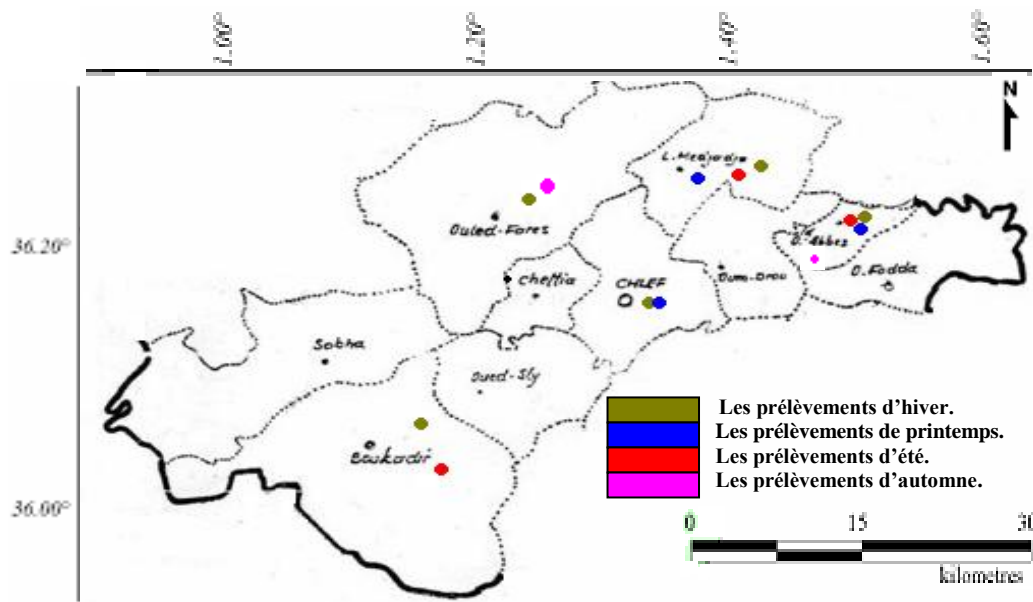 1.00°
1.20°
1.40°
1.60°
N
L. Medjadja
Ouled-Fares
36.20°
O.-Abbes
O. Fodda
Oum-Drou
Chettia
CHLEF
Sobha
Oued-Sly
Les prélèvements d’hiver.
Les prélèvements de printemps.
Boukadir
Les prélèvements d’été.
Les prélèvements d’automne.
36.00°
0 15 30
kilometres